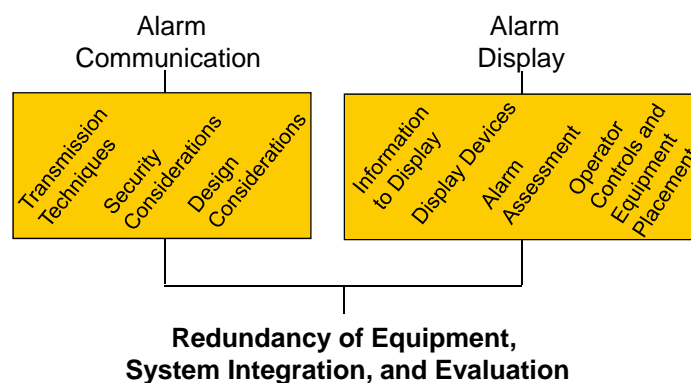 Alarm
Communication
Transmission
Techniques
Security
Considerations
Design
Considerations
Alarm
Display
Information
to Display
Display Devices
Alarm
Assessment
Operator
Controls and
Equipment
Placement
Redundancy of Equipment,
System Integration, and Evaluation